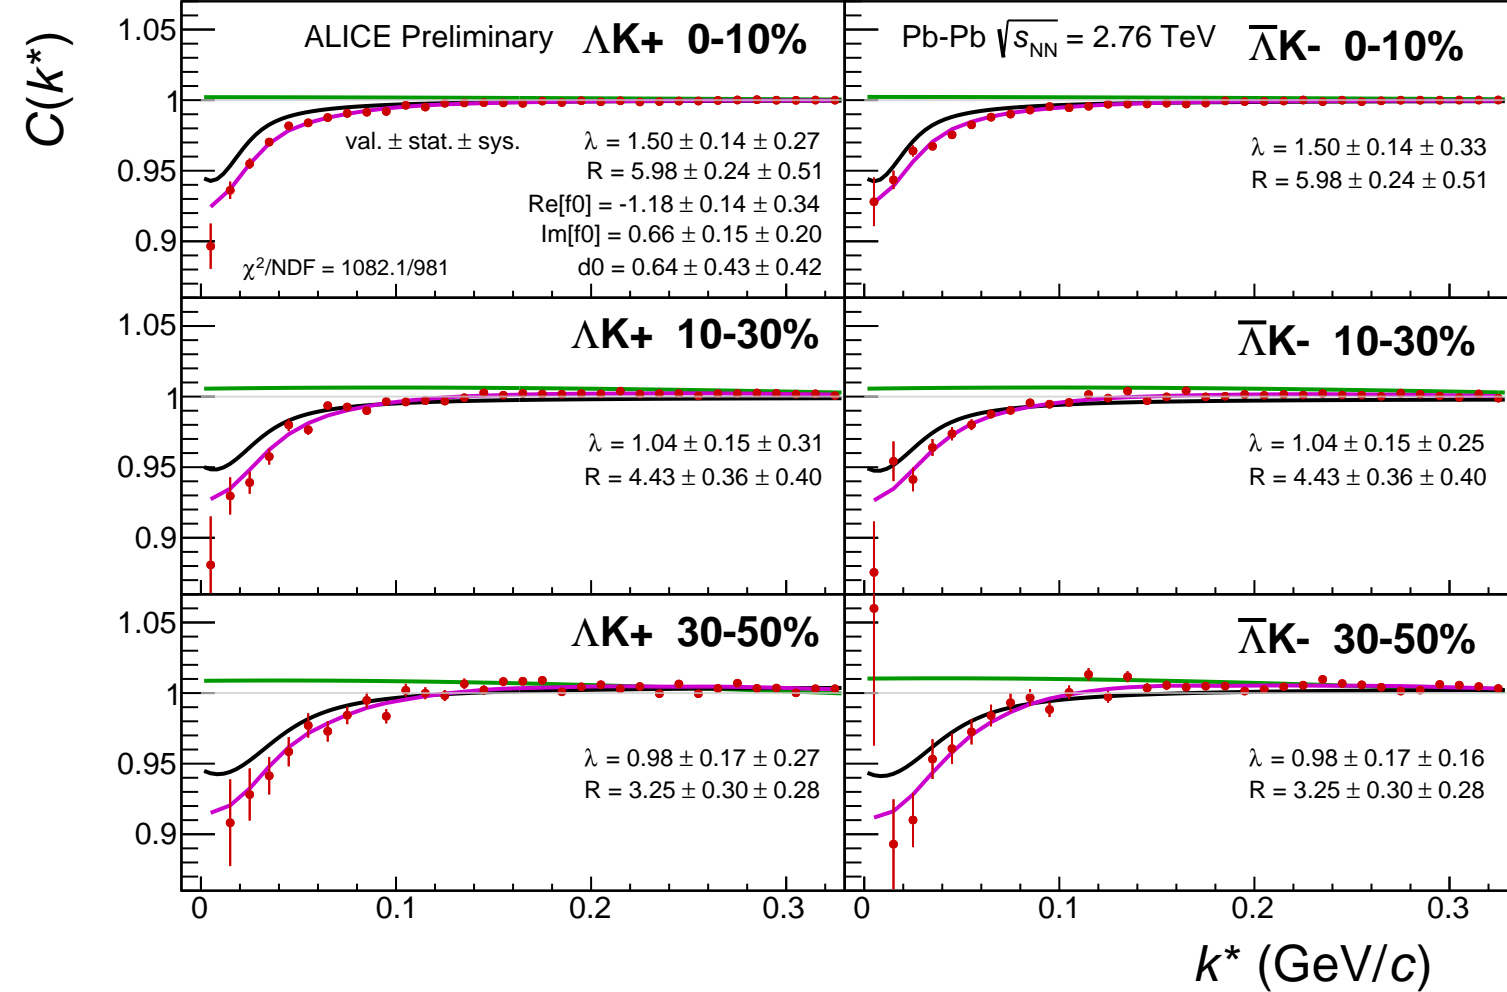 C(k*)
ALICE Preliminary ΛK+ 0-10%
val. ± stat. ± sys.
λ = 1.50 ± 0.14 ± 0.27
R = 5.98 ± 0.24 ± 0.51
Re[f0] = -1.18 ± 0.14 ± 0.34
Im[f0] = 0.66 ± 0.15 ± 0.20
d0 = 0.64 ± 0.43 ± 0.42
χ²/NDF = 1082.1/981
1.05
1
0.95
0.9
Pb-Pb √s_NN = 2.76 TeV Λ̅K- 0-10%
λ = 1.50 ± 0.14 ± 0.33
R = 5.98 ± 0.24 ± 0.51
ΛK+ 10-30%
λ = 1.04 ± 0.15 ± 0.31
R = 4.43 ± 0.36 ± 0.40
1.05
1
0.95
0.9
Λ̅K- 10-30%
λ = 1.04 ± 0.15 ± 0.25
R = 4.43 ± 0.36 ± 0.40
ΛK+ 30-50%
λ = 0.98 ± 0.17 ± 0.27
R = 3.25 ± 0.30 ± 0.28
1.05
1
0.95
0.9
Λ̅K- 30-50%
λ = 0.98 ± 0.17 ± 0.16
R = 3.25 ± 0.30 ± 0.28
0 0.1 0.2 0.3 0 0.1 0.2 0.3
k* (GeV/c)